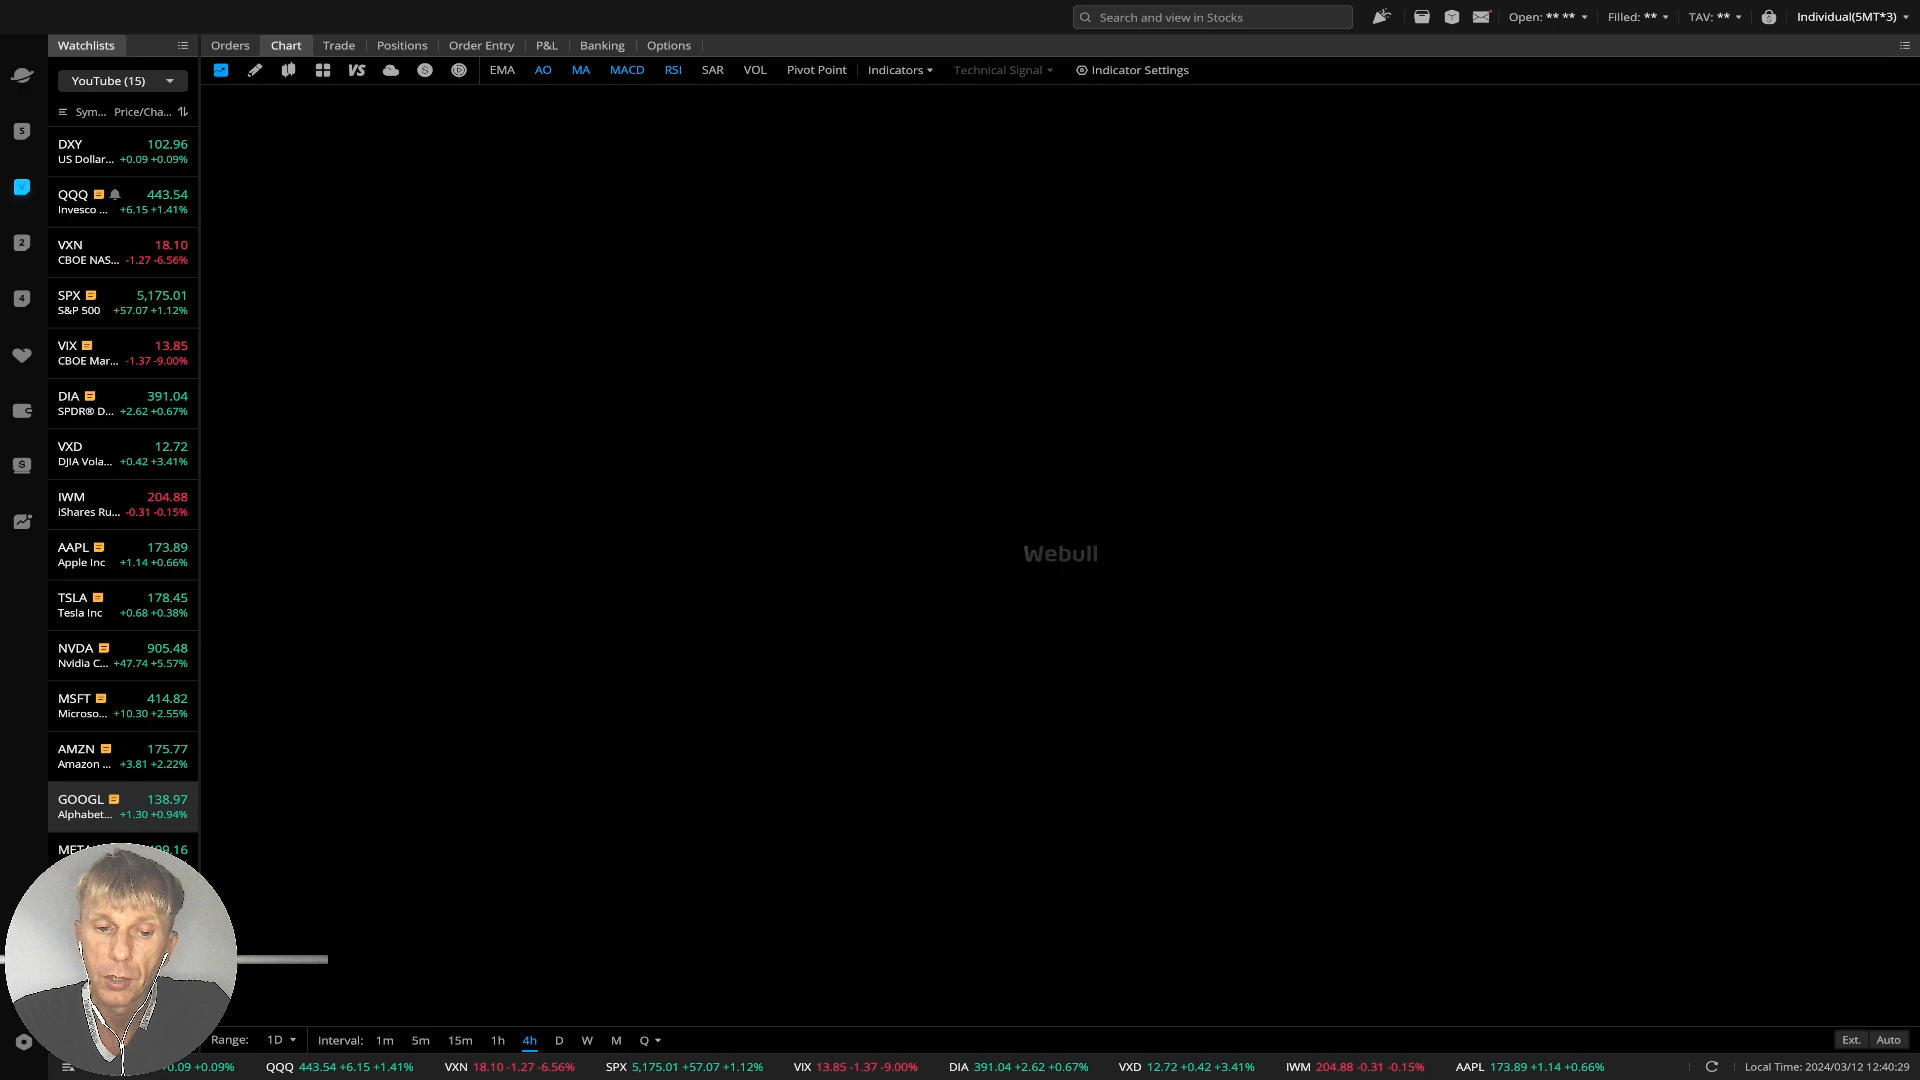 Search and view in Stocks
Open: ** **
Filled: **
TAV: **
Individual(5MT*3)
Watchlists
Orders
Chart
Trade
Positions
Order Entry
P&L
Banking
Options
YouTube (15)
VS
EMA
AO
MA
MACD
RSI
SAR
VOL
Pivot Point
Indicators
Technical Signal
Indicator Settings
Sym... Price/Cha...
DXY 102.96
US Dollar... +0.09 +0.09%
QQQ 443.54
Invesco ... +6.15 +1.41%
VXN 18.10
CBOE NAS... -1.27 -6.56%
SPX 5,175.01
S&P 500 +57.07 +1.12%
VIX 13.85
CBOE Mar... -1.37 -9.00%
DIA 391.04
SPDR® D... +2.62 +0.67%
VXD 12.72
DJIA Vola... +0.42 +3.41%
IWM 204.88
iShares Ru... -0.31 -0.15%
AAPL 173.89
Apple Inc +1.14 +0.66%
TSLA 178.45
Tesla Inc +0.68 +0.38%
NVDA 905.48
Nvidia C... +47.74 +5.57%
MSFT 414.82
Microso... +10.30 +2.55%
AMZN 175.77
Amazon ... +3.81 +2.22%
GOOGL 138.97
Alphabet... +1.30 +0.94%
Webull
Range: 1D
Interval: 1m 5m 15m 1h 4h D W M Q
Ext. Auto
+0.09%
QQQ 443.54 +6.15 +1.41%
VXN 18.10 -1.27 -6.56%
SPX 5,175.01 +57.07 +1.12%
VIX 13.85 -1.37 -9.00%
DIA 391.04 +2.62 +0.67%
VXD 12.72 +0.42 +3.41%
IWM 204.88 -0.31 -0.15%
AAPL 173.89 +1.14 +0.66%
Local Time: 2024/03/12 12:40:29